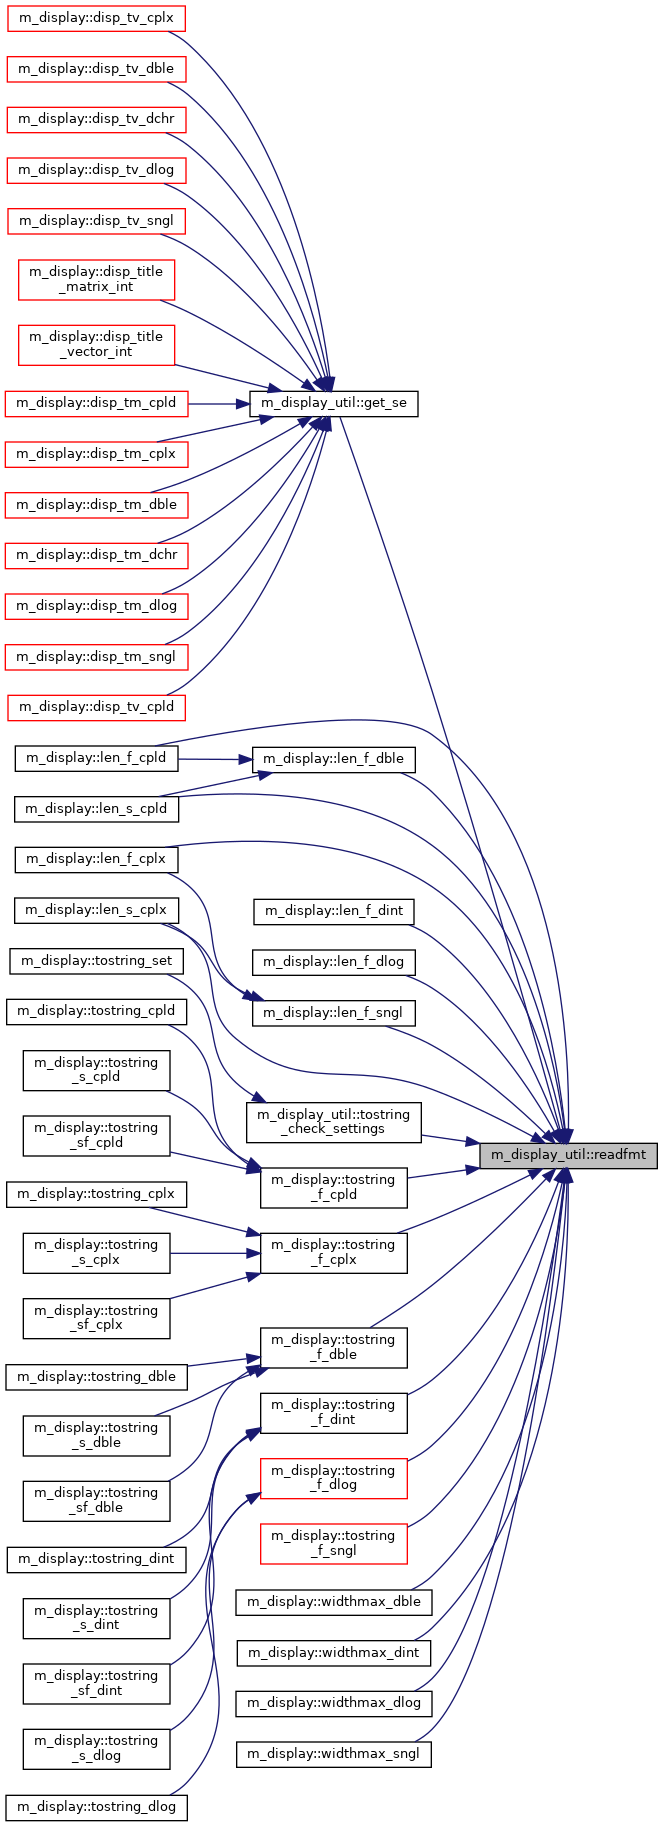 m_display::disp_tv_cplx
m_display::disp_tv_dble
m_display::disp_tv_dchr
m_display::disp_tv_dlog
m_display::disp_tv_sngl
m_display::disp_title
_matrix_int
m_display::disp_title
_vector_int
m_display::disp_tm_cpld
m_display_util::get_se
m_display::disp_tm_cplx
m_display::disp_tm_dble
m_display::disp_tm_dchr
m_display::disp_tm_dlog
m_display::disp_tm_sngl
m_display::disp_tv_cpld
m_display::len_f_cpld
m_display::len_f_dble
m_display::len_s_cpld
m_display::len_f_cplx
m_display::len_s_cplx
m_display::len_f_dint
m_display::tostring_set
m_display::len_f_dlog
m_display::tostring_cpld
m_display::len_f_sngl
m_display::tostring
_s_cpld
m_display_util::tostring
_check_settings
m_display::tostring
_sf_cpld
m_display_util::readfmt
m_display::tostring_cplx
m_display::tostring
_f_cpld
m_display::tostring
_s_cplx
m_display::tostring
_f_cplx
m_display::tostring
_sf_cplx
m_display::tostring
_f_dble
m_display::tostring_dble
m_display::tostring
_f_dint
m_display::tostring
_s_dble
m_display::tostring
_f_dlog
m_display::tostring
_sf_dble
m_display::tostring
_f_sngl
m_display::tostring_dint
m_display::widthmax_dble
m_display::tostring
_s_dint
m_display::widthmax_dint
m_display::tostring
_sf_dint
m_display::widthmax_dlog
m_display::tostring
_s_dlog
m_display::widthmax_sngl
m_display::tostring_dlog